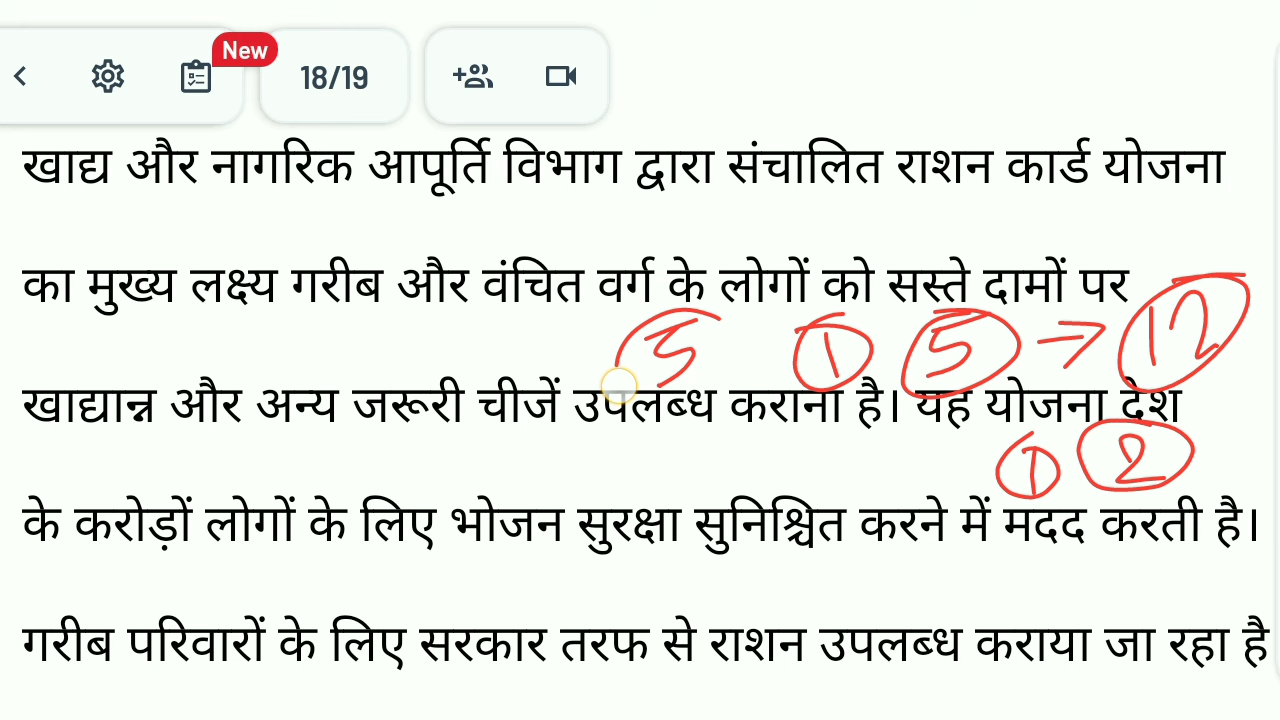 New
18/19
खाद्य और नागरिक आपूर्ति विभाग द्वारा संचालित राशन कार्ड योजना
का मुख्य लक्ष्य गरीब और वंचित वर्ग के लोगों को सस्ते दामों पर
5 1 5 → 12
खाद्यान्न और अन्य जरूरी चीजें उपलब्ध कराना है। यह योजना देश
1 2
के करोड़ों लोगों के लिए भोजन सुरक्षा सुनिश्चित करने में मदद करती है।
गरीब परिवारों के लिए सरकार तरफ से राशन उपलब्ध कराया जा रहा है